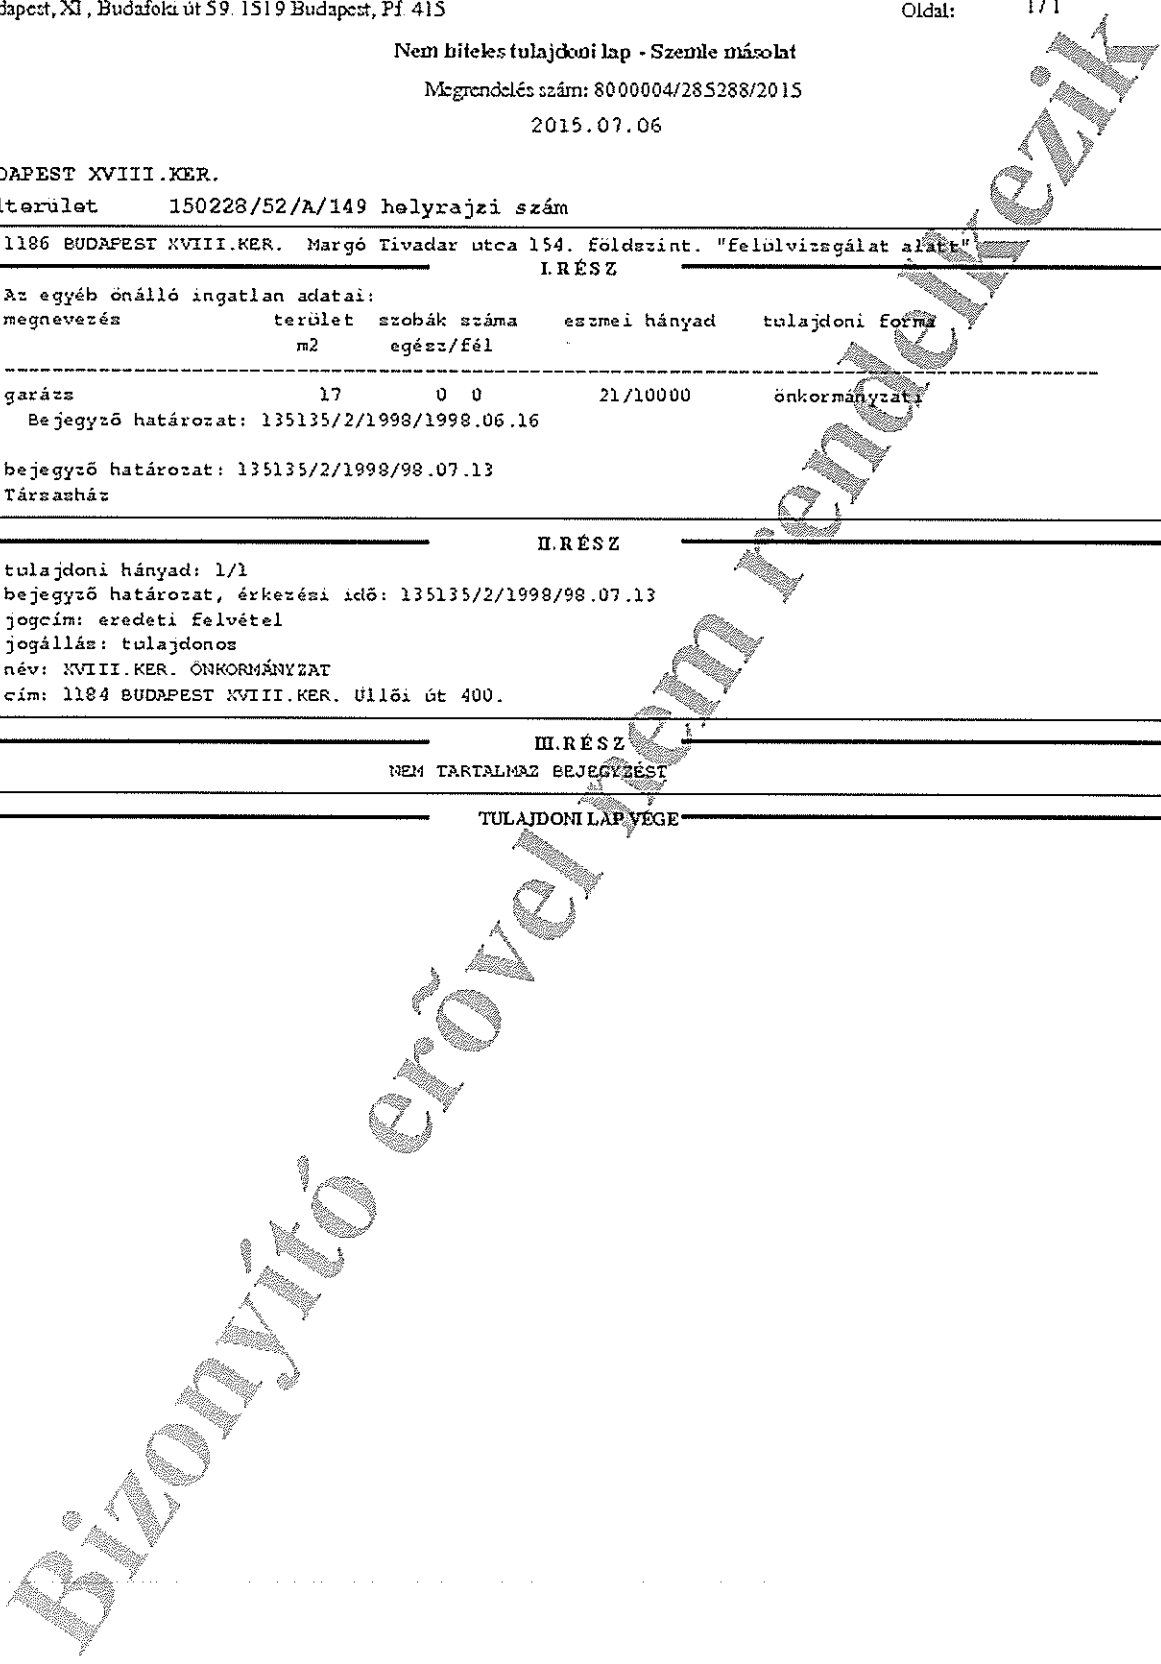 dapest, XI., Budafoki út 59. 1519 Budapest, Pf. 415 Oldal: 1 / 1
Nem hiteles tulajdoni lap - Szemle másolat
Megrendelés szám: 8000004/285288/2015
2015.07.06
DAPEST XVIII.KER.
lterület 150228/52/A/149 helyrajzi szám
1186 BUDAPEST XVIII.KER. Margó Tivadar utca 154. földszint. "felülvizsgálat alatt"
I.RÉSZ
Az egyéb önálló ingatlan adatai:
megnevezés terület szobák száma eszmei hányad tulajdoni forma
m2 egész/fél
garázs 17 0 0 21/10000 önkormányzati
Bejegyző határozat: 135135/2/1998/1998.06.16
bejegyző határozat: 135135/2/1998/98.07.13
Társasház
II.RÉSZ
tulajdoni hányad: 1/1
bejegyző határozat, érkezési idő: 135135/2/1998/98.07.13
jogcím: eredeti felvétel
jogállás: tulajdonos
név: XVIII.KER. ÖNKORMÁNYZAT
cím: 1184 BUDAPEST XVIII.KER. Üllői út 400.
III.RÉSZ
NEM TARTALMAZ BEJEGYZÉST
TULAJDONI LAP VÉGE
Bizonyító erővel nem rendelkezik